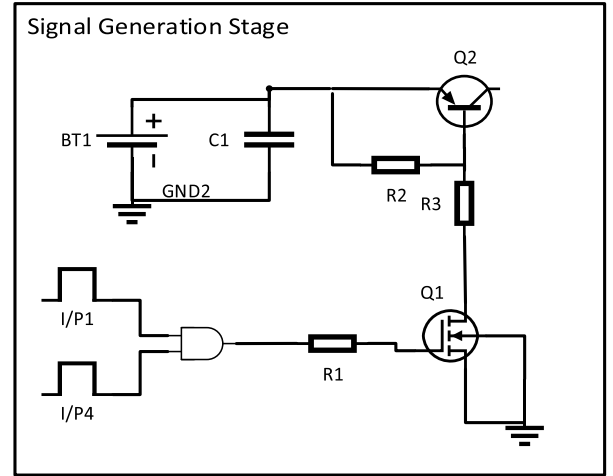 Signal Generation Stage
Q2
+
BT1
C1
-
GND2
R2
R3
I/P1
Q1
R1
I/P4